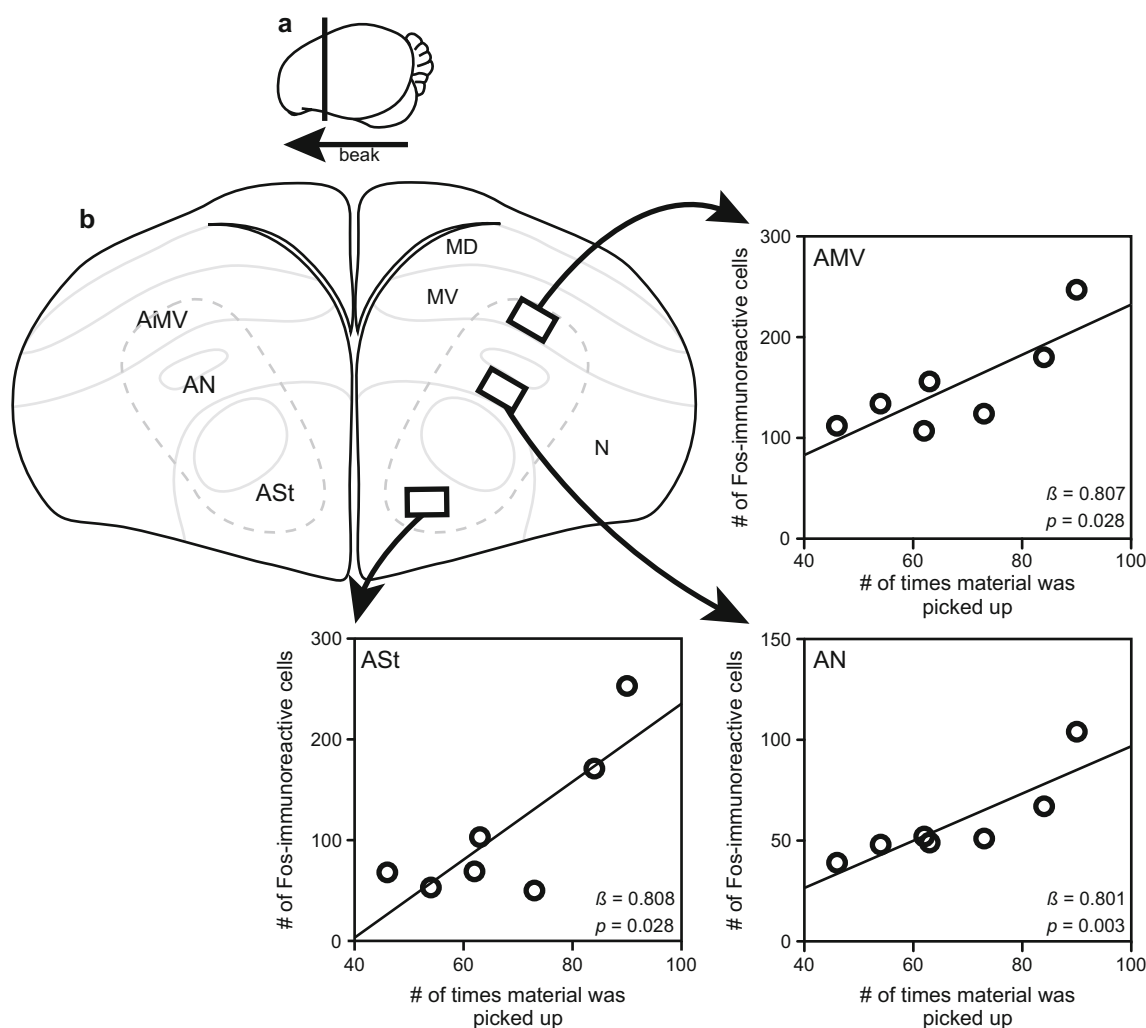 a
beak
b
MD
MV
AMV
AN
N
ASt
300
200
100
0
# of Fos-immunoreactive cells
AMV
ß = 0.807
p = 0.028
40 60 80 100
# of times material was
picked up
300
200
100
0
# of Fos-immunoreactive cells
ASt
ß = 0.808
p = 0.028
40 60 80 100
# of times material was
picked up
150
100
50
0
# of Fos-immunoreactive cells
AN
ß = 0.801
p = 0.003
40 60 80 100
# of times material was
picked up